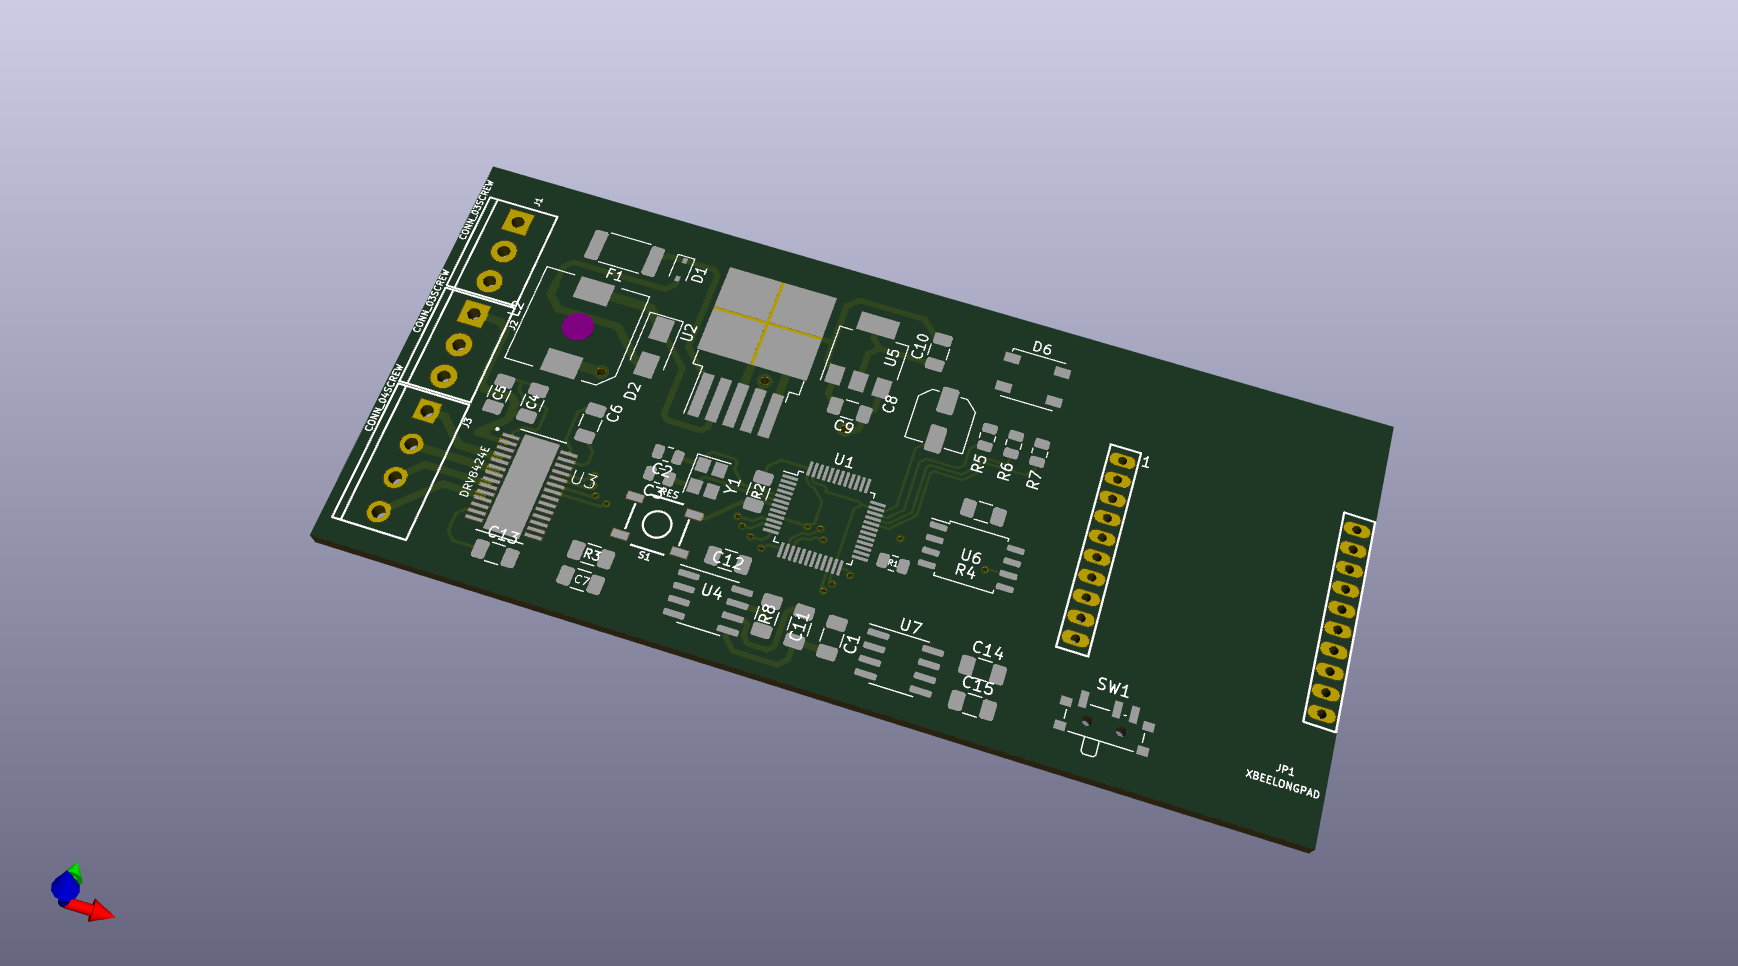 CONN_03SCREW
J1
CONN_03SCREW
J2
CONN_04SCREW
J3
L2
F1
D1
U2
D2
U5
C10
C8
C9
D6
C5
C4
C6
DRV8424E
U3
C13
C2
C3
RES
Y1
R2
U1
R5
R6
R7
1
S1
R3
C7
C12
U4
R1
U6
R4
R8
C11
C1
U7
C14
C15
SW1
JP1
XBEELONGPAD